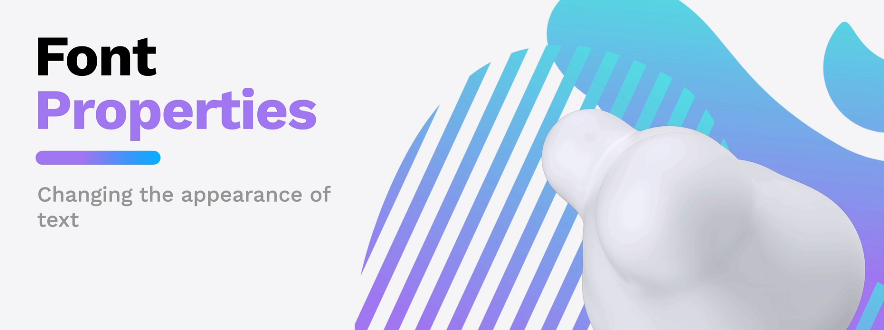 Font
Properties
Changing the appearance of
text